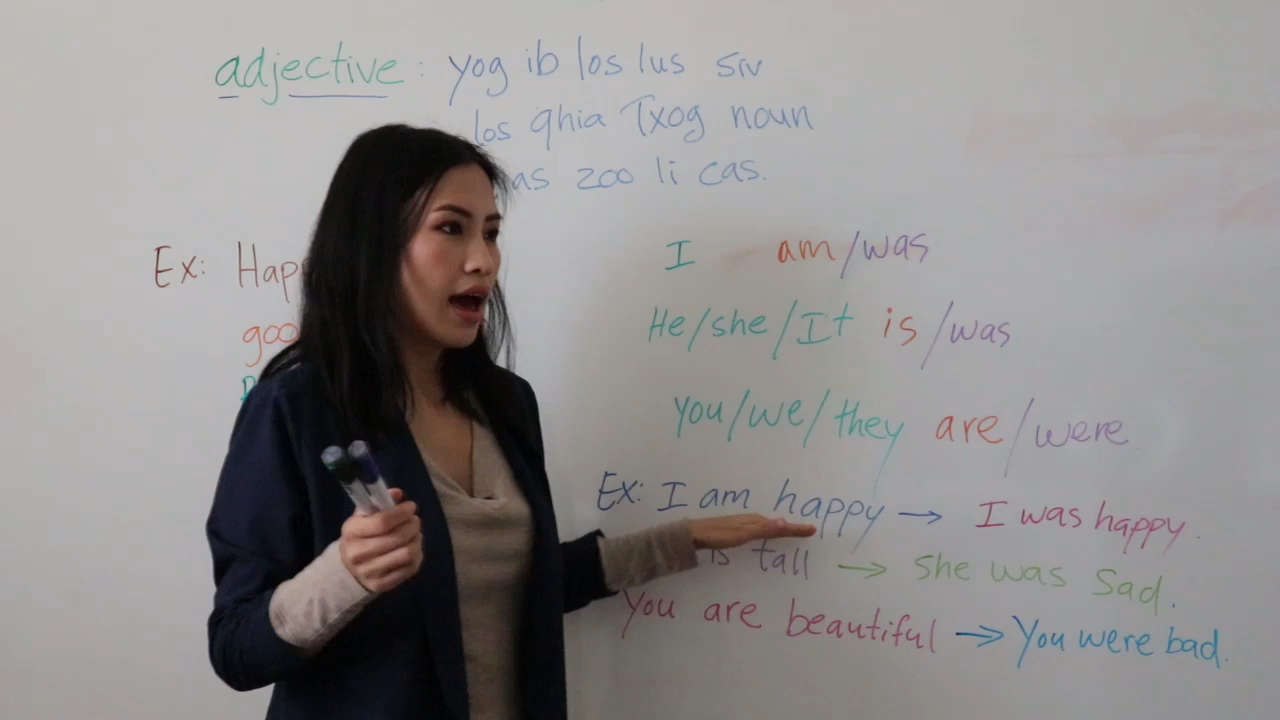 adjective: yog ib los lus siv
los qhia Txog noun
zoo li cas.
Ex:
I am/was
He/she/It is/was
You/we/they are/were
Ex: I am happy → I was happy.
is tall → She was sad.
You are beautiful → You were bad.